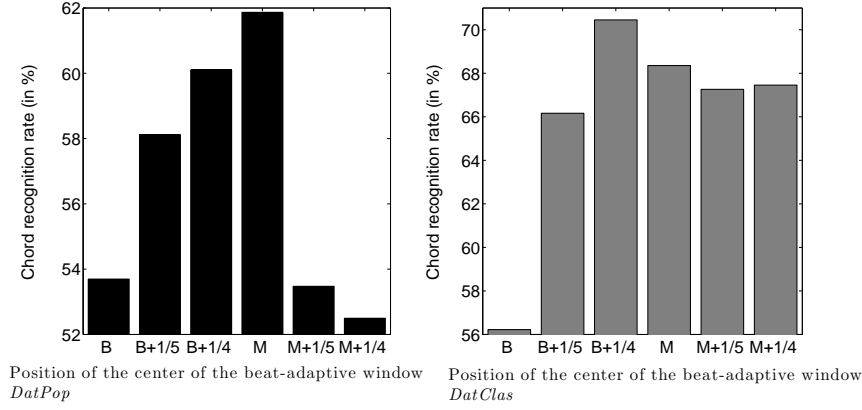 62
60
58
56
54
52
Chord recognition rate (in %)
B B+1/5 B+1/4 M M+1/5 M+1/4
Position of the center of the beat-adaptive window
DatPop
70
68
66
64
62
60
58
56
Chord recognition rate (in %)
B B+1/5 B+1/4 M M+1/5 M+1/4
Position of the center of the beat-adaptive window
DatClas